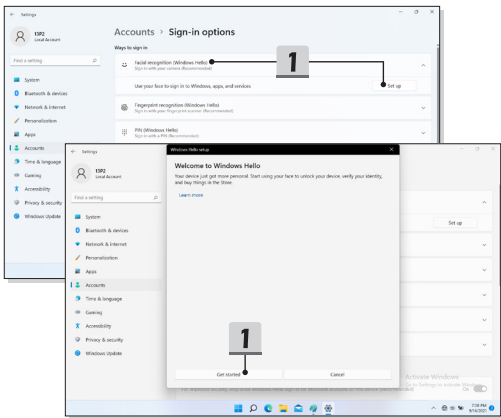 Settings
13P2
Local Account
Find a setting
System
Bluetooth & devices
Network & internet
Personalization
Apps
Accounts
Time & language
Gaming
Accessibility
Privacy & security
Windows Update
Accounts > Sign-in options
Ways to sign in
Facial recognition (Windows Hello)
Sign in with your camera (Recommended)
1
Use your face to sign in to Windows, apps, and services
Set up
Fingerprint recognition (Windows Hello)
Sign in with your fingerprint scanner (Recommended)
PIN (Windows Hello)
Sign in with a PIN (Recommended)
Settings
13P2
Local Account
Find a setting
System
Bluetooth & devices
Network & internet
Personalization
Apps
Accounts
Time & language
Gaming
Accessibility
Privacy & security
Windows Update
Windows Hello setup
Welcome to Windows Hello
Your device just got more personal. Start using your face to unlock your device, verify your identity,
and buy things in the Store.
Learn more
1
Get started
Cancel
Set up
Activate Windows
Go to Settings to activate Windows.
On
7:38 PM